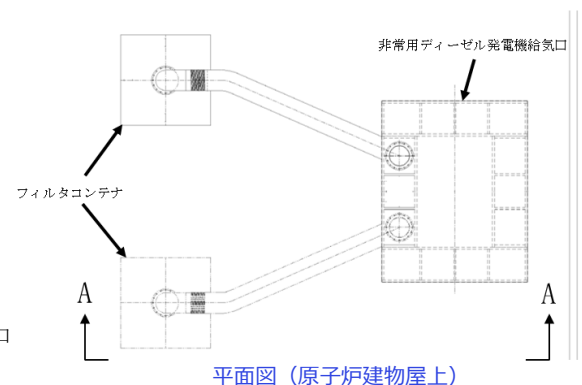 非常用ディーゼル発電機給気口
フィルタコンテナ
A
A
口
平面図（原子炉建物屋上）